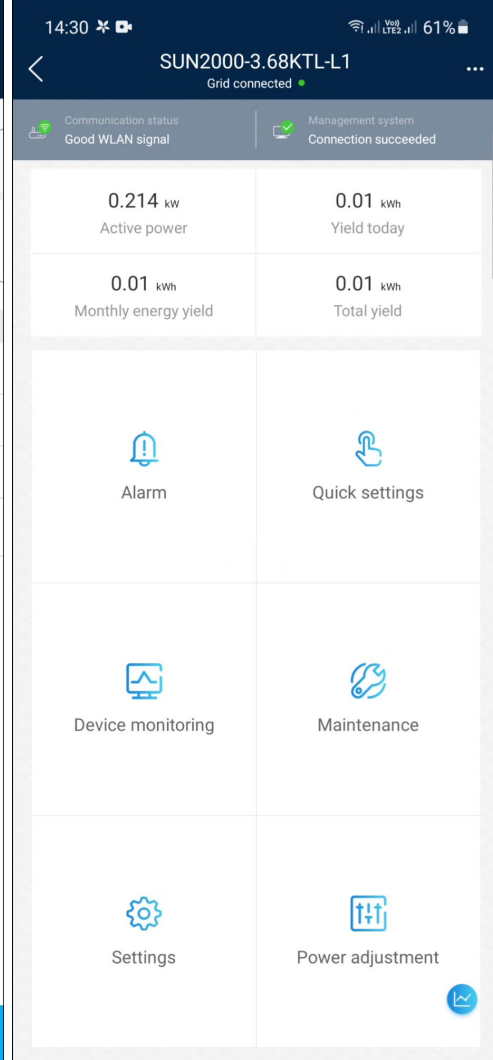 14:30 Vo)) LTE2 61%
SUN2000-3.68KTL-L1
Grid connected
Communication status
Good WLAN signal
Management system
Connection succeeded
0.214 kW
Active power
0.01 kWh
Yield today
0.01 kWh
Monthly energy yield
0.01 kWh
Total yield
Alarm
Quick settings
Device monitoring
Maintenance
Settings
Power adjustment